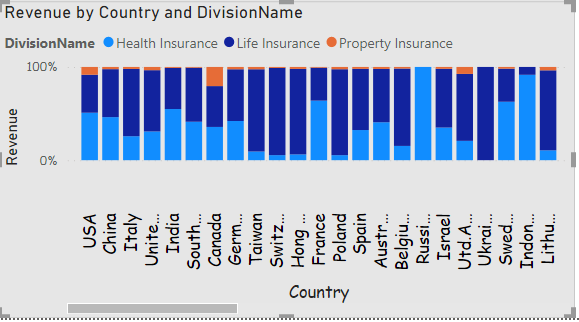 Revenue by Country and DivisionName
DivisionName Health Insurance Life Insurance Property Insurance
100%
0%
Revenue
USA
China
Italy
Unite...
India
South...
Canada
Germ...
Taiwan
Switz...
Hong ...
France
Poland
Spain
Austr...
Belgiu...
Russi...
Israel
Utd.A...
Ukrai...
Swed...
Indon...
Lithu...
Country